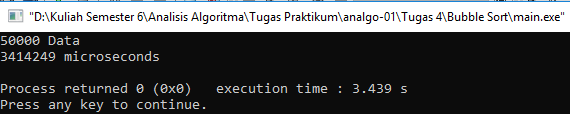 "D:\Kuliah Semester 6\Analisis Algoritma\Tugas Praktikum\analgo-01\Tugas 4\Bubble Sort\main.exe"
50000 Data
3414249 microseconds
Process returned 0 (0x0)   execution time : 3.439 s
Press any key to continue.